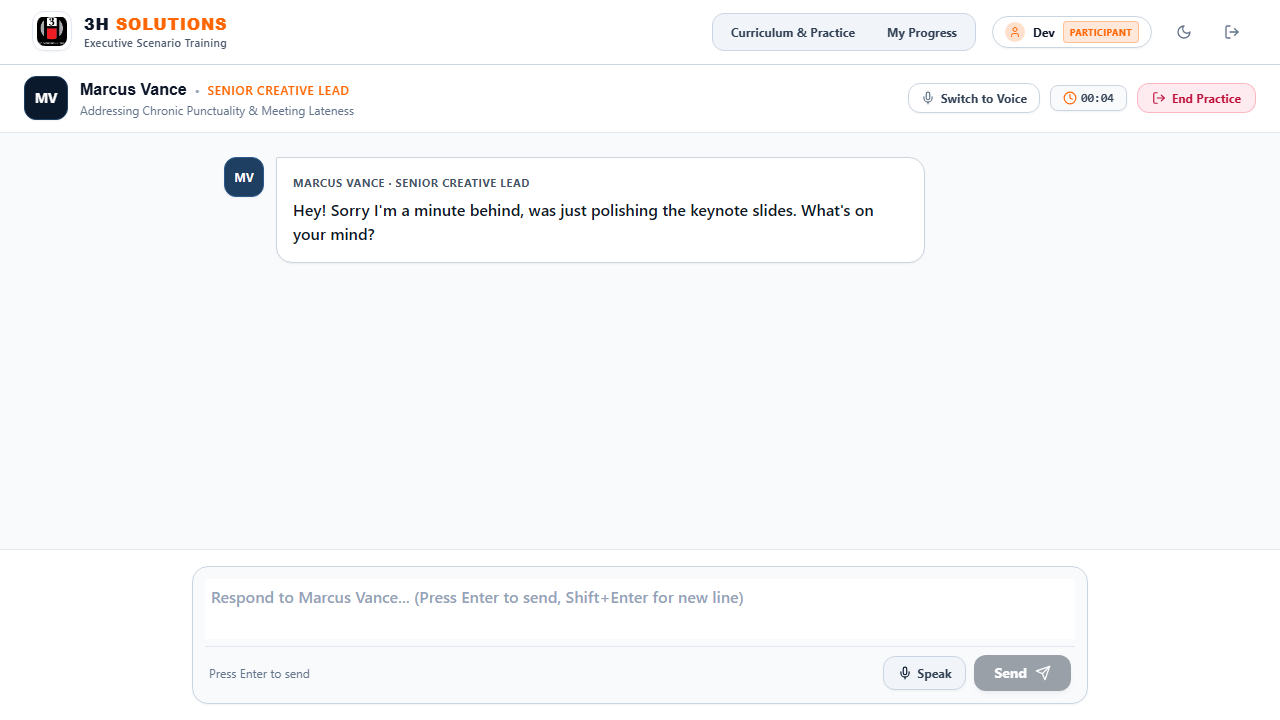 3H SOLUTIONS
Executive Scenario Training
Curriculum & Practice
My Progress
Dev
PARTICIPANT
MV
Marcus Vance • SENIOR CREATIVE LEAD
Addressing Chronic Punctuality & Meeting Lateness
Switch to Voice
00:04
End Practice
MV
MARCUS VANCE · SENIOR CREATIVE LEAD
Hey! Sorry I'm a minute behind, was just polishing the keynote slides. What's on
your mind?
Respond to Marcus Vance... (Press Enter to send, Shift+Enter for new line)
Press Enter to send
Speak
Send